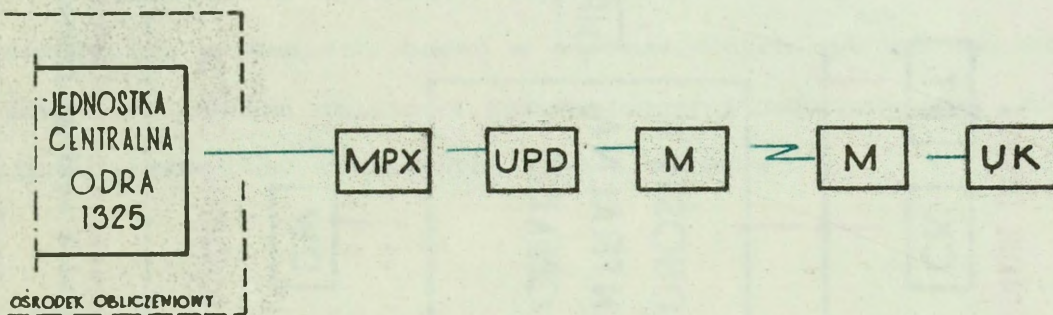 JEDNOSTKA
CENTRALNA
ODRA
1325
MPX
UPD
M
M
UK
OŚRODEK OBLICZENIOWY